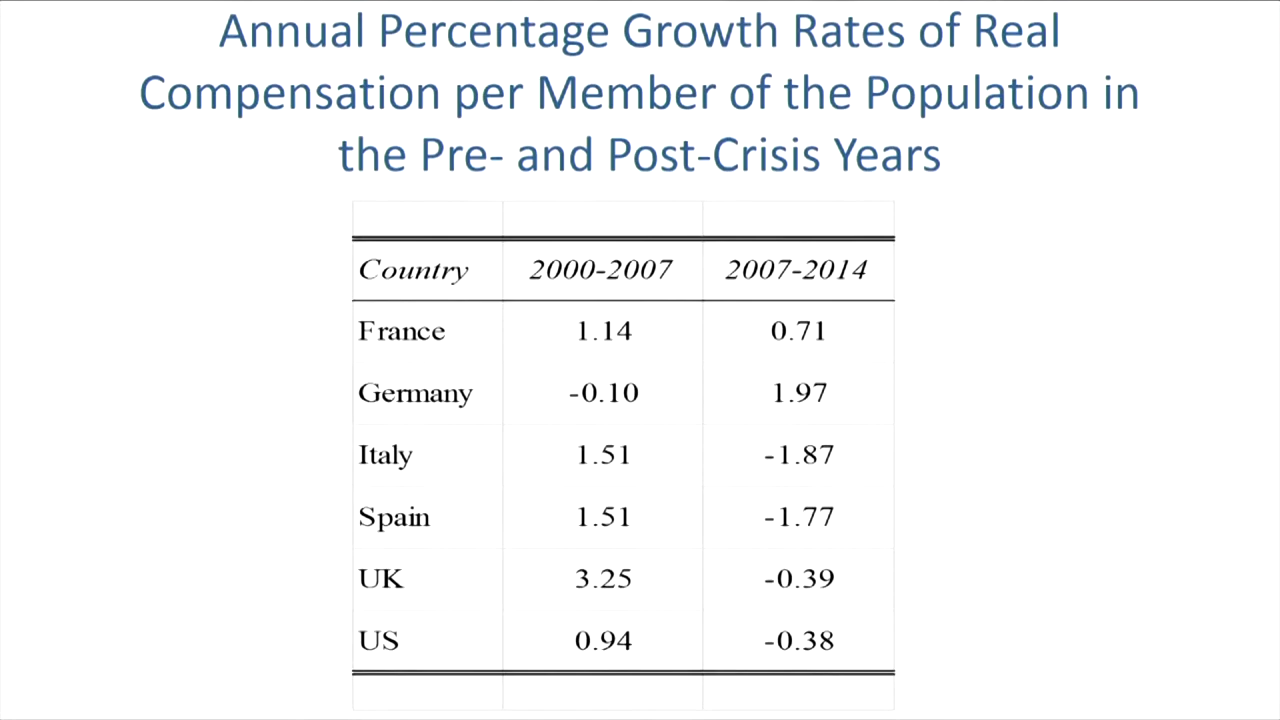 Annual Percentage Growth Rates of Real
Compensation per Member of the Population in
the Pre- and Post-Crisis Years
Country 2000-2007 2007-2014
France 1.14 0.71
Germany -0.10 1.97
Italy 1.51 -1.87
Spain 1.51 -1.77
UK 3.25 -0.39
US 0.94 -0.38